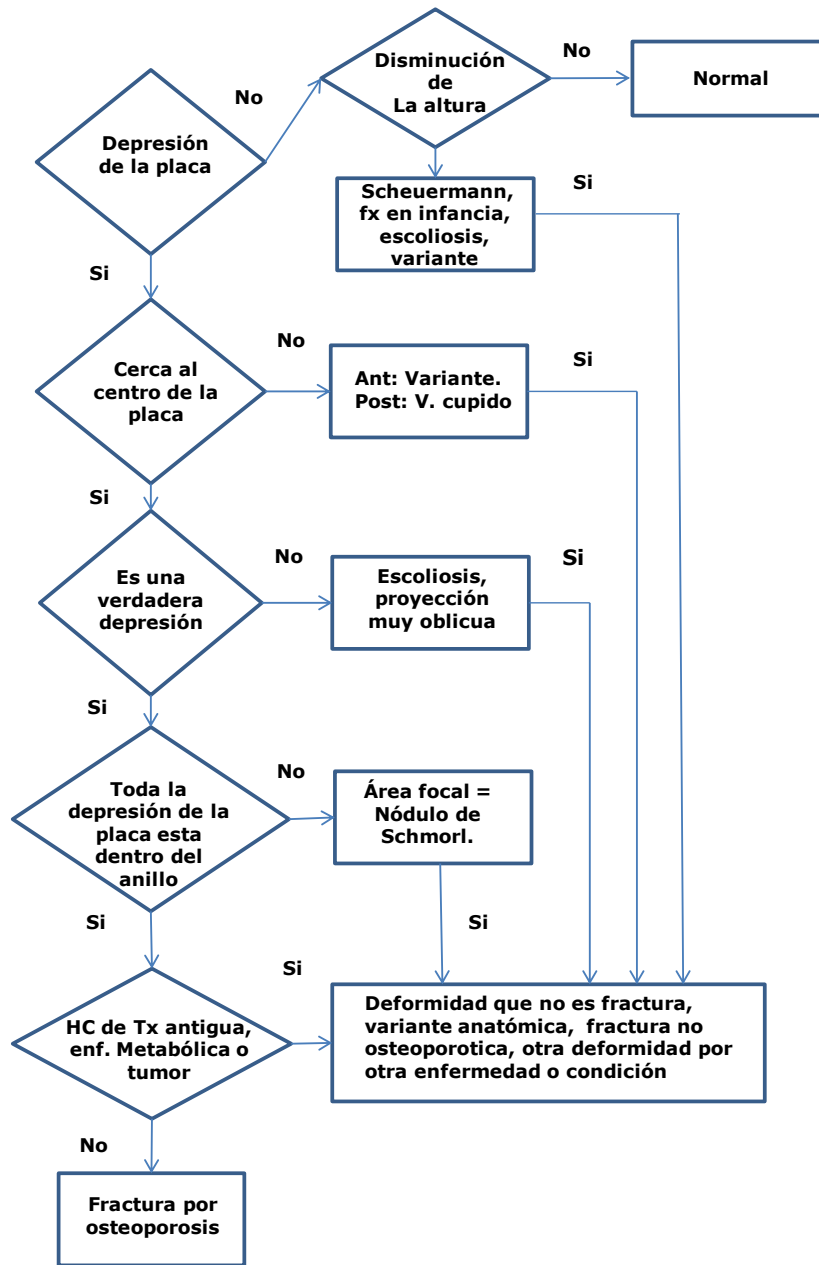 Disminución
de
La altura
No
Normal
No
Depresión
de la placa
Scheuermann,
fx en infancia,
escoliosis,
variante
Si
Si
Cerca al
centro de la
placa
No
Ant: Variante.
Post: V. cupido
Si
Si
Es una
verdadera
depresión
No
Escoliosis,
proyección
muy oblicua
Si
Si
Toda la
depresión de la
placa esta
dentro del
anillo
No
Área focal =
Nódulo de
Schmorl.
Si
Si
HC de Tx antigua,
enf. Metabólica o
tumor
Si
Deformidad que no es fractura,
variante anatómica, fractura no
osteoporotica, otra deformidad por
otra enfermedad o condición
No
Fractura por
osteoporosis